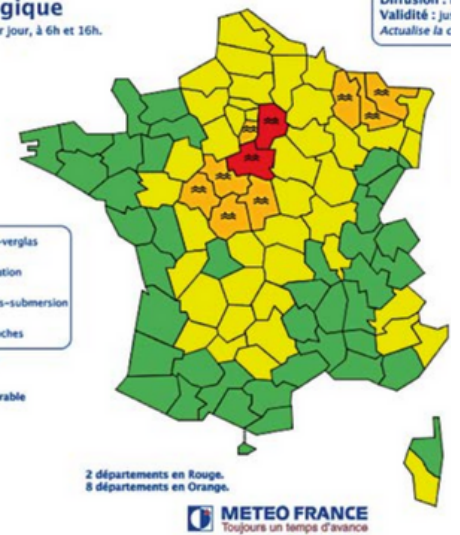 gique
r jour, à 6h et 16h.
Validité :
Actualise la
-verglas
ation
s-submersion
ches
rable
2 départements en Rouge.
8 départements en Orange.
METEO FRANCE
Toujours un temps d'avance